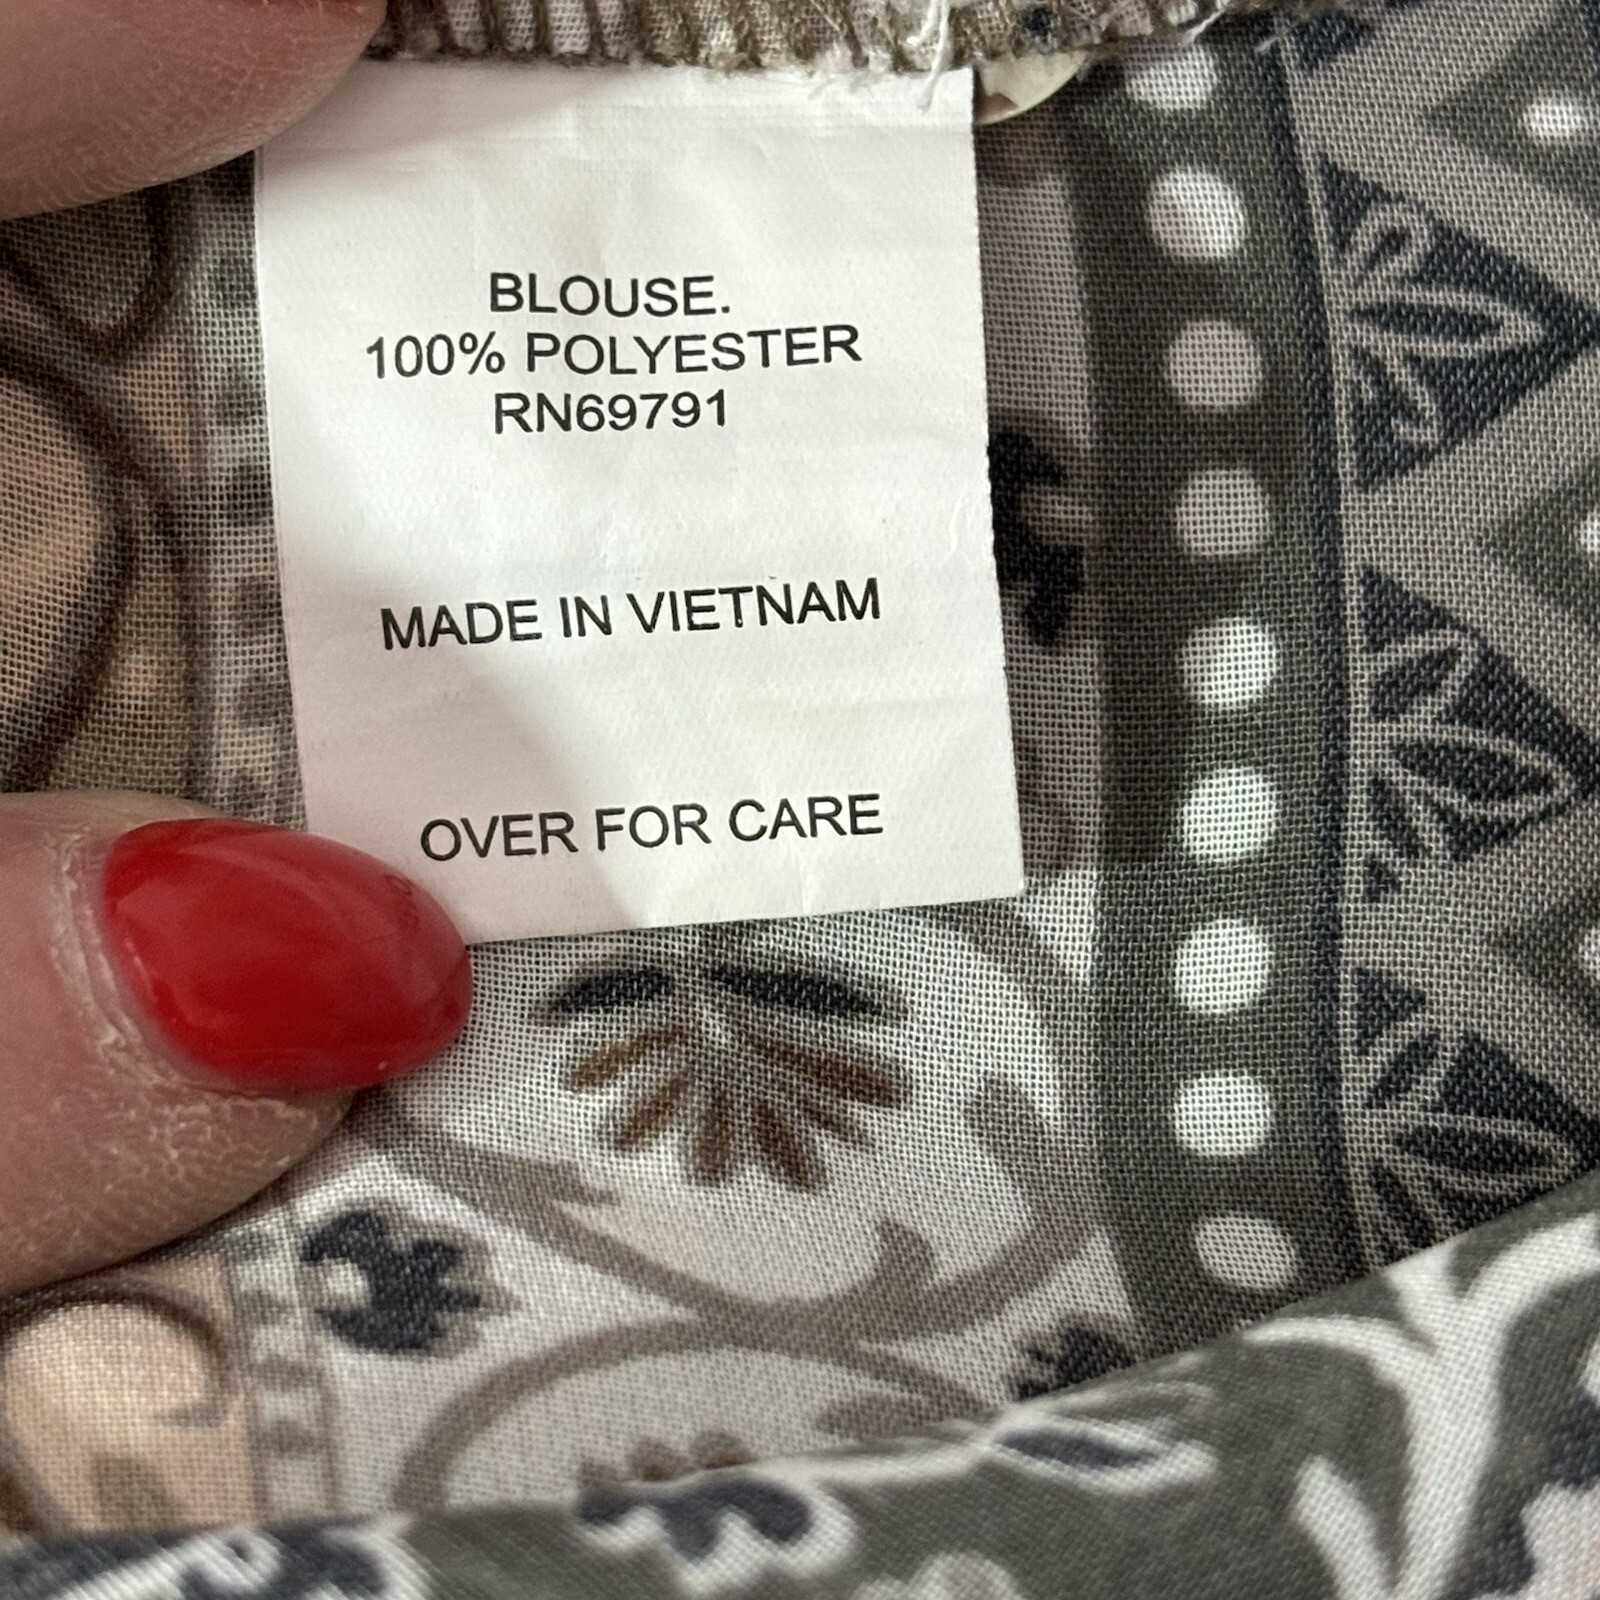 BLOUSE.
100% POLYESTER
RN69791
MADE IN VIETNAM
OVER FOR CARE